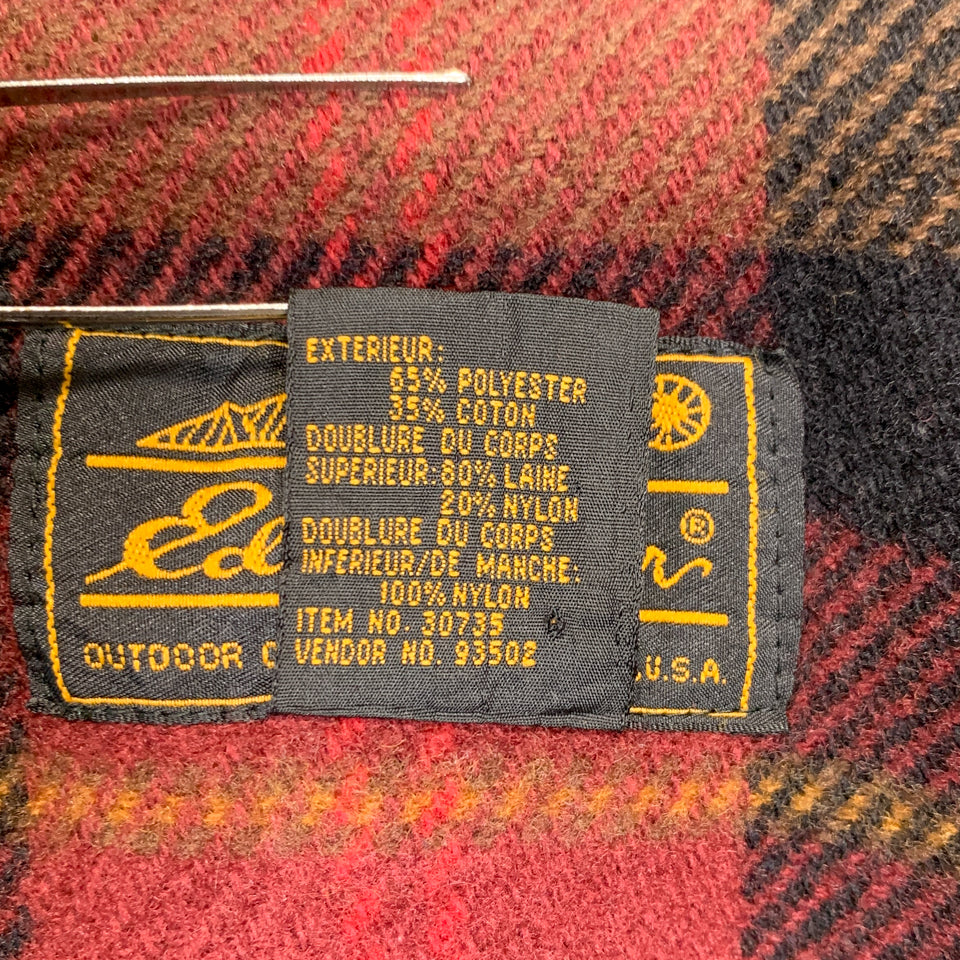 EXTERIEUR:
65% POLYESTER
35% COTON
DOUBLURE DU CORPS
SUPERIEUR: 80% LAINE
20% NYLON
DOUBLURE DU CORPS
INFERIEUR/DE MANCHE:
100% NYLON
ITEM NO. 30735
VENDOR NO. 93502
®
OUTDOOR
U.S.A.